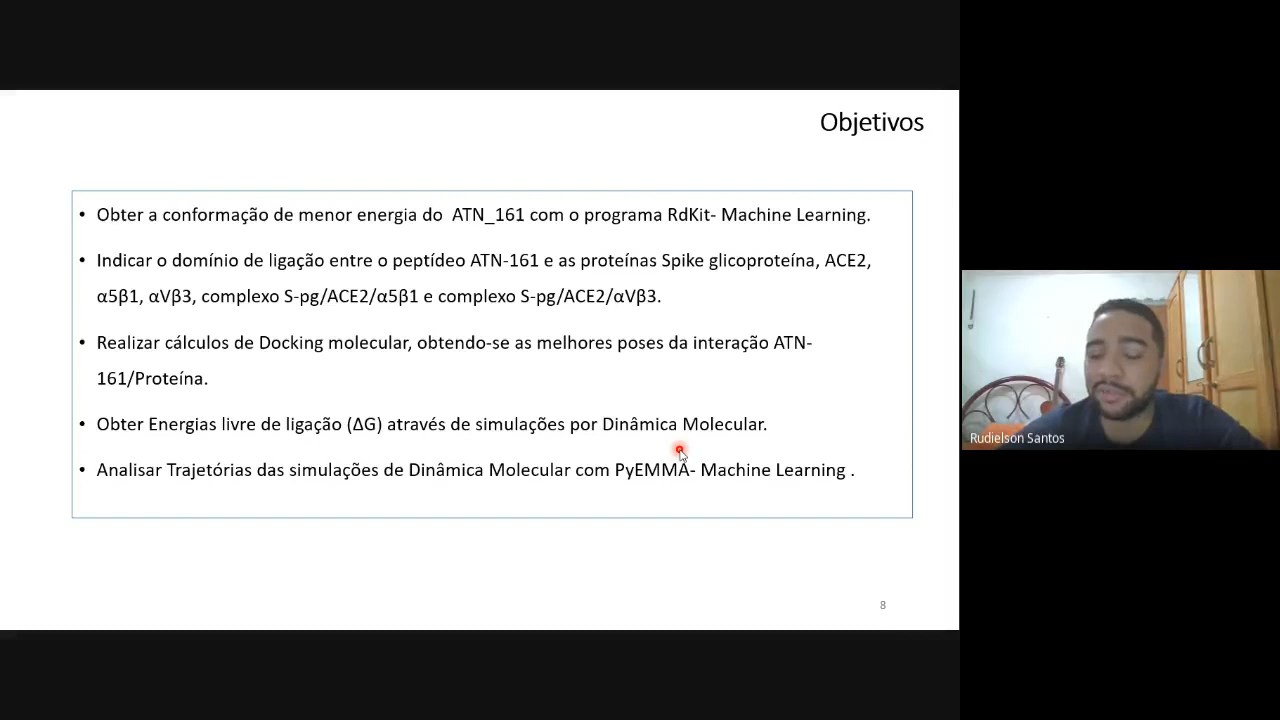 Objetivos
• Obter a conformação de menor energia do ATN_161 com o programa RdKit- Machine Learning.
• Indicar o domínio de ligação entre o peptídeo ATN-161 e as proteínas Spike glicoproteína, ACE2,
α5β1, αVβ3, complexo S-pg/ACE2/α5β1 e complexo S-pg/ACE2/αVβ3.
• Realizar cálculos de Docking molecular, obtendo-se as melhores poses da interação ATN-
161/Proteína.
• Obter Energias livre de ligação (ΔG) através de simulações por Dinâmica Molecular.
• Analisar Trajetórias das simulações de Dinâmica Molecular com PyEMMA- Machine Learning .
8
Rudielson Santos